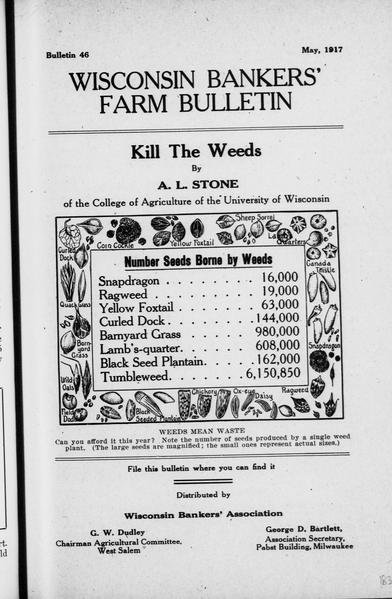 Bulletin 46
May, 1917
WISCONSIN BANKERS'
FARM BULLETIN
Kill The Weeds
By
A. L. STONE
of the College of Agriculture of the University of Wisconsin
Curled Dock
Corn Cockle
Yellow Foxtail
Sheep Sorrel
Lamb's Quarters
Canada Thistle
Number Seeds Borne by Weeds
Snapdragon . . . . . . . . 16,000
Ragweed . . . . . . . . . 19,000
Yellow Foxtail . . . . . . 63,000
Curled Dock . . . . . . . 144,000
Barnyard Grass . . . . . 980,000
Lamb's-quarter . . . . . . 608,000
Black Seed Plantain . . . . 162,000
Tumbleweed . . . . . 6,150,850
Quack Grass
Barnyard Grass
Wild Oats
Field Dod
Black Seeded Plantain
Chickory
Ox-eye Daisy
Ragweed
Snapdragon
WEEDS MEAN WASTE
Can you afford it this year? Note the number of seeds produced by a single weed
plant. (The large seeds are magnified; the small ones represent actual sizes.)
File this bulletin where you can find it
Distributed by
Wisconsin Bankers' Association
G. W. Dudley
Chairman Agricultural Committee,
West Salem
George D. Bartlett,
Association Secretary,
Pabst Building, Milwaukee